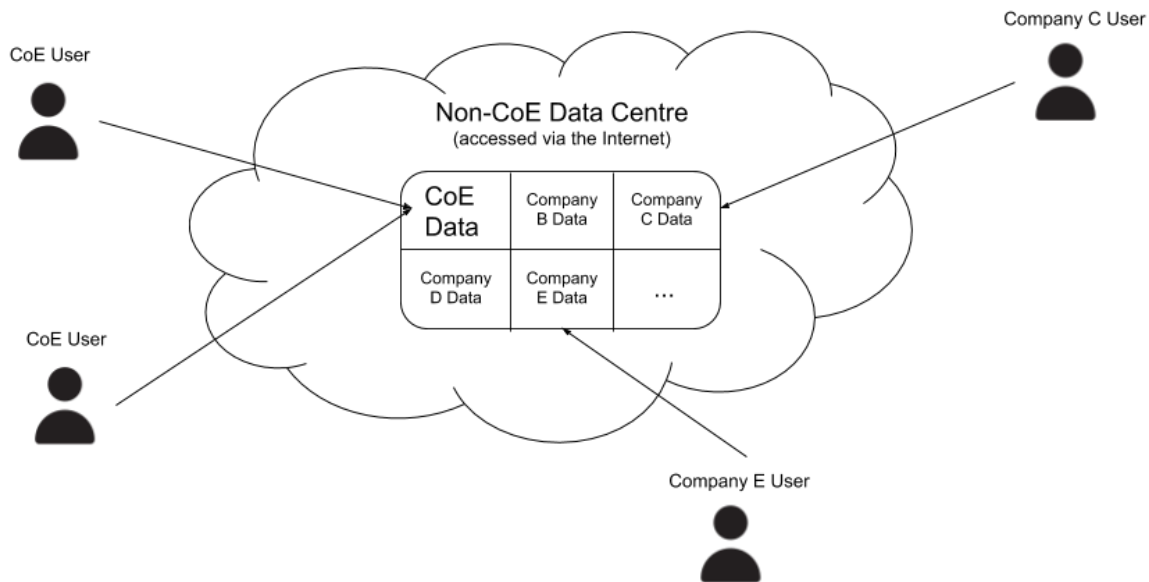 Company C User
CoE User
Non-CoE Data Centre
(accessed via the Internet)
CoE
Data
Company
B Data
Company
C Data
Company
D Data
Company
E Data
...
CoE User
Company E User